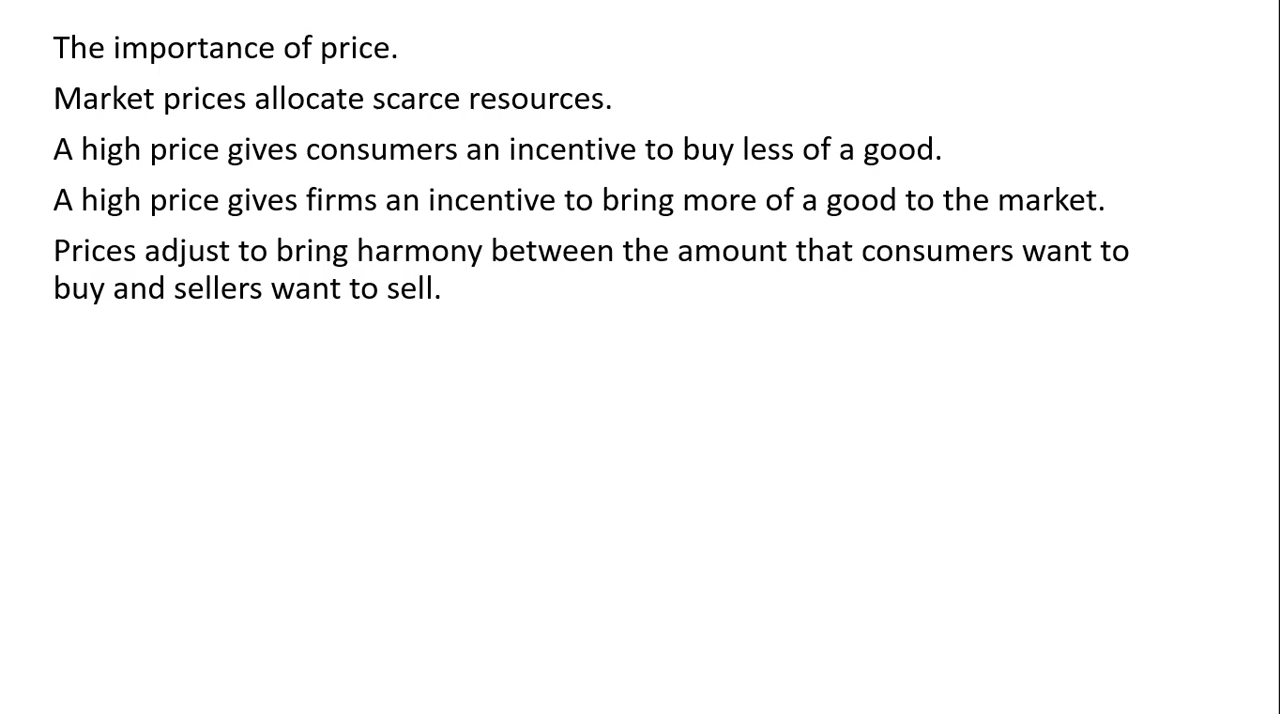 The importance of price.
Market prices allocate scarce resources.
A high price gives consumers an incentive to buy less of a good.
A high price gives firms an incentive to bring more of a good to the market.
Prices adjust to bring harmony between the amount that consumers want to
buy and sellers want to sell.